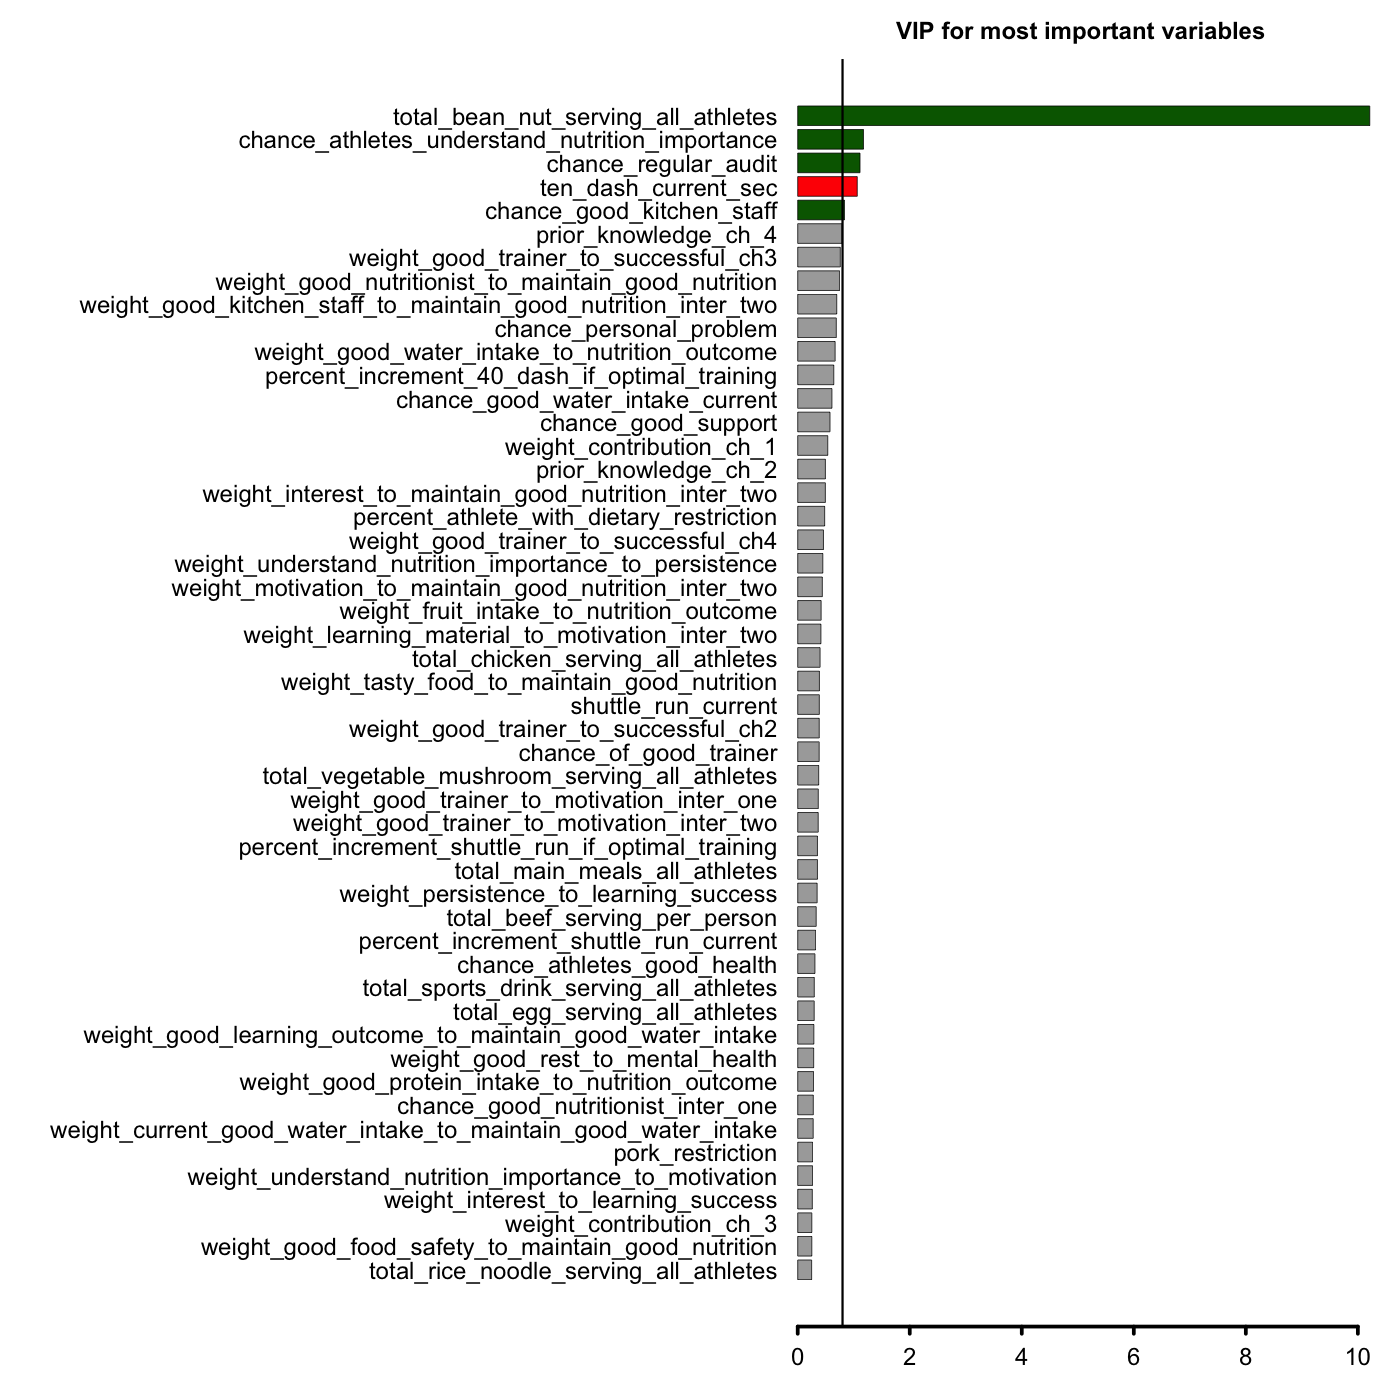 VIP for most important variables
total_bean_nut_serving_all_athletes
chance_athletes_understand_nutrition_importance
chance_regular_audit
ten_dash_current_sec
chance_good_kitchen_staff
prior_knowledge_ch_4
weight_good_trainer_to_successful_ch3
weight_good_nutritionist_to_maintain_good_nutrition
weight_good_kitchen_staff_to_maintain_good_nutrition_inter_two
chance_personal_problem
weight_good_water_intake_to_nutrition_outcome
percent_increment_40_dash_if_optimal_training
chance_good_water_intake_current
chance_good_support
weight_contribution_ch_1
prior_knowledge_ch_2
weight_interest_to_maintain_good_nutrition_inter_two
percent_athlete_with_dietary_restriction
weight_good_trainer_to_successful_ch4
weight_understand_nutrition_importance_to_persistence
weight_motivation_to_maintain_good_nutrition_inter_two
weight_fruit_intake_to_nutrition_outcome
weight_learning_material_to_motivation_inter_two
total_chicken_serving_all_athletes
weight_tasty_food_to_maintain_good_nutrition
shuttle_run_current
weight_good_trainer_to_successful_ch2
chance_of_good_trainer
total_vegetable_mushroom_serving_all_athletes
weight_good_trainer_to_motivation_inter_one
weight_good_trainer_to_motivation_inter_two
percent_increment_shuttle_run_if_optimal_training
total_main_meals_all_athletes
weight_persistence_to_learning_success
total_beef_serving_per_person
percent_increment_shuttle_run_current
chance_athletes_good_health
total_sports_drink_serving_all_athletes
total_egg_serving_all_athletes
weight_good_learning_outcome_to_maintain_good_water_intake
weight_good_rest_to_mental_health
weight_good_protein_intake_to_nutrition_outcome
chance_good_nutritionist_inter_one
weight_current_good_water_intake_to_maintain_good_water_intake
pork_restriction
weight_understand_nutrition_importance_to_motivation
weight_interest_to_learning_success
weight_contribution_ch_3
weight_good_food_safety_to_maintain_good_nutrition
total_rice_noodle_serving_all_athletes
0 2 4 6 8 10